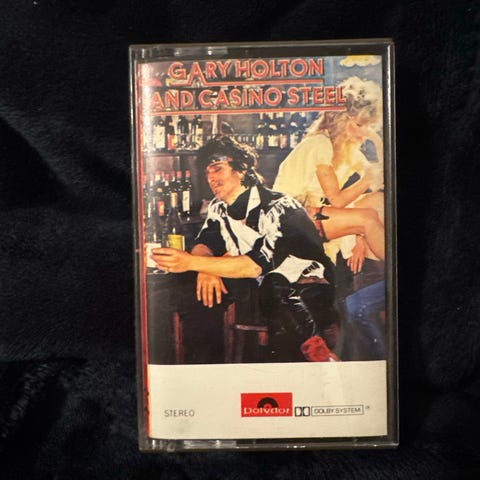 GARY HOLTON
AND CASINO STEEL
STEREO
Polydor
DOLBY SYSTEM ®